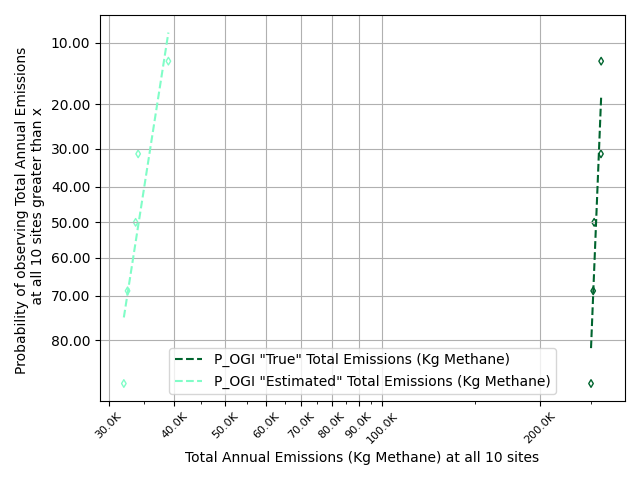 10.00
20.00
30.00
40.00
50.00
60.00
70.00
80.00
Probability of observing Total Annual Emissions
at all 10 sites greater than x
P_OGI "True" Total Emissions (Kg Methane)
P_OGI "Estimated" Total Emissions (Kg Methane)
30.0K 40.0K 50.0K 60.0K 70.0K 80.0K 90.0K 100.0K 200.0K
Total Annual Emissions (Kg Methane) at all 10 sites